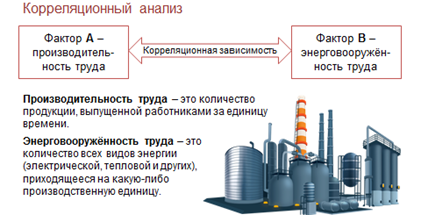 Корреляционный анализ
Фактор А –
производитель-
ность труда
Корреляционная зависимость
Фактор В –
энерговооружён-
ность труда
Производительность труда – это количество
продукции, выпущенной работниками за единицу
времени.
Энерговооружённость труда – это
количество всех видов энергии
(электрической, тепловой и других),
приходящееся на какую-либо
производственную единицу.